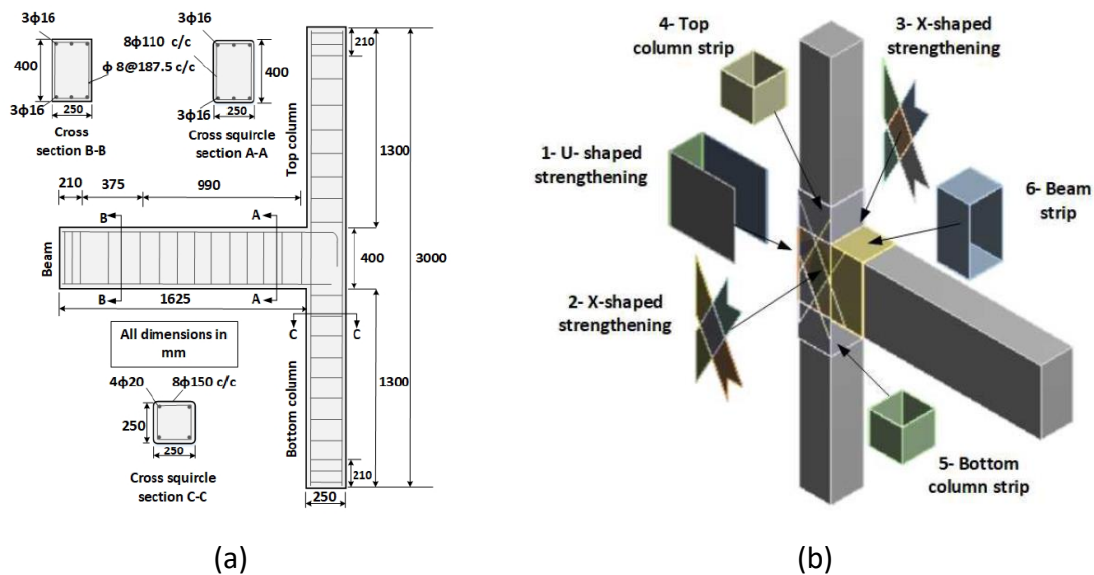 3ϕ16
3ϕ16
8ϕ110 c/c
400
ϕ 8@187.5 c/c
400
3ϕ16
3ϕ16
250
250
Cross
section B-B
Cross squircle
section A-A
210
Top column
1300
210
375
990
B
A
Beam
400
3000
B
A
1625
C
C
All dimensions in
mm
4ϕ20
8ϕ150 c/c
250
250
Cross squircle
section C-C
Bottom column
1300
210
250
(a)
4- Top
column strip
3- X-shaped
strengthening
1- U- shaped
strengthening
6- Beam
strip
2- X-shaped
strengthening
5- Bottom
column strip
(b)